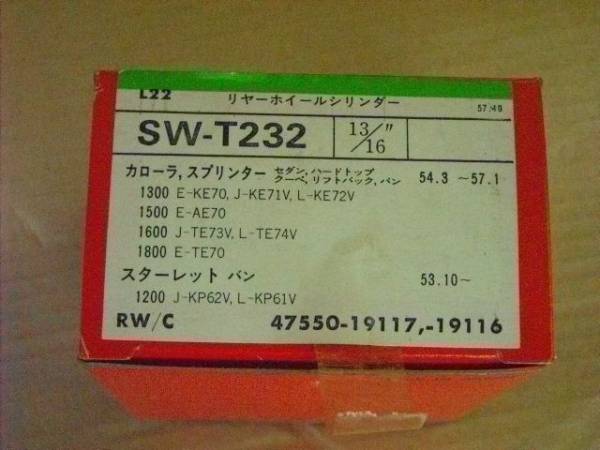 L22 リヤーホイールシリンダー 57.49
SW-T232 13/16"
カローラ, スプリンター セダン, ハードトップ クーペ, リフトバック, バン 54.3 ~57.1
1300 E-KE70, J-KE71V, L-KE72V
1500 E-AE70
1600 J-TE73V, L-TE74V
1800 E-TE70
スターレット バン 53.10~
1200 J-KP62V, L-KP61V
RW/C 47550-19117,-19116